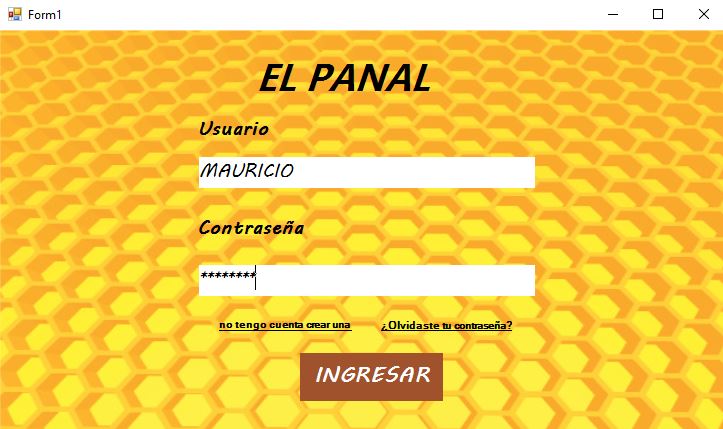 Form1
EL PANAL
Usuario
MAURICIO
Contraseña
********
no tengo cuenta crear una ¿Olvidaste tu contraseña?
INGRESAR